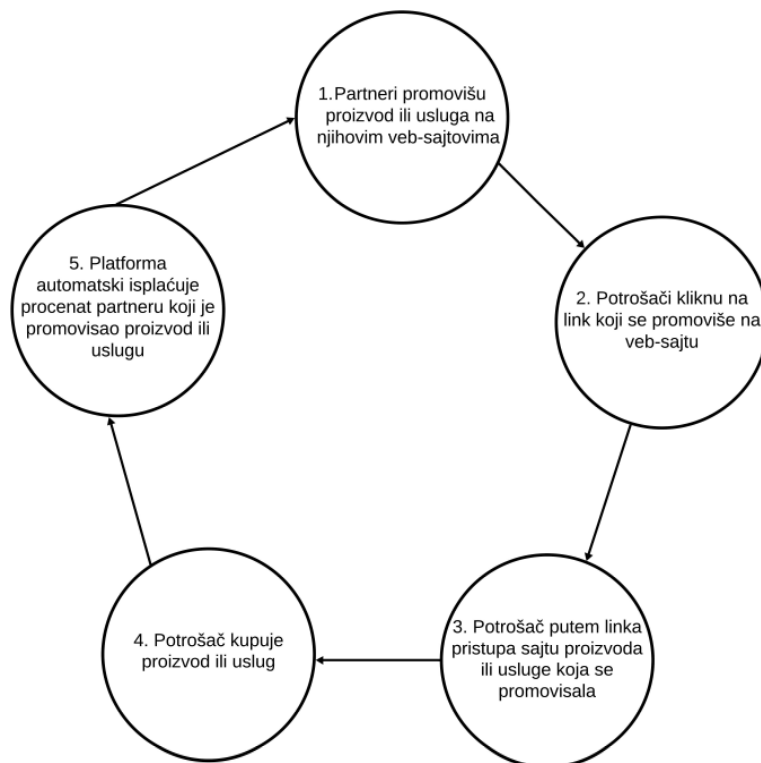 1.Partneri promovišu
proizvod ili usluga na
njihovim veb-sajtovima
2. Potrošači kliknu na
link koji se promoviše na
veb-sajtu
3. Potrošač putem linka
pristupa sajtu proizvoda
ili usluge koja se
promovisala
4. Potrošač kupuje
proizvod ili uslug
5. Platforma
automatski isplaćuje
procenat partneru koji je
promovisao proizvod ili
uslugu